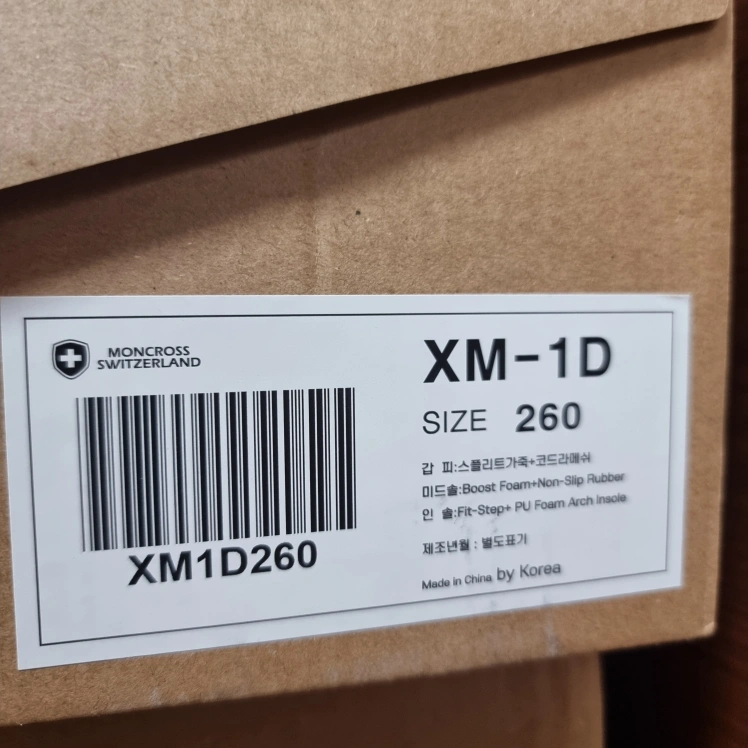 MONCROSS
SWITZERLAND
XM1D260
XM-1D
SIZE 260
갑 피:스플리트가죽+코드라메쉬
미드솔:Boost Foam+Non-Slip Rubber
인 솔:Fit-Step+ PU Foam Arch Insole
제조년월 : 별도표기
Made in China by Korea